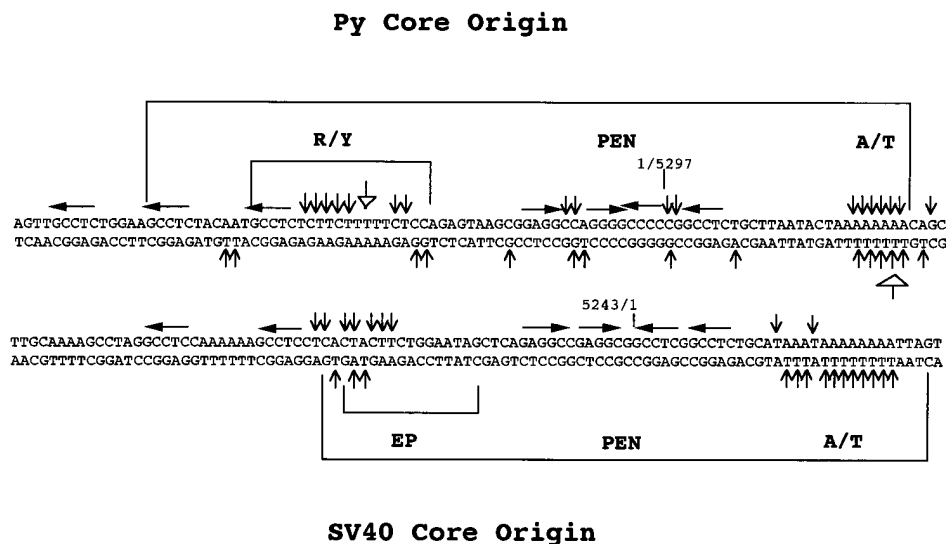 Py Core Origin
R/Y PEN A/T
1/5297
AGTTGCCTCTGGAAGCCTCTACAATGCCTCTCTTCTTTTTCTCCAGAGTAAGCGGAGGCCAGGGGCCCCCGGCCTCTGCTTAATACTAAAAAAAACAGC
TCAACGGAGACCTTCGGAGATGTTACGGAGAGAAGAAAAAGAGGTCTCATTCGCCTCCGGTCCCCGGGGGCCGGAGACGAATTATGATTTTTTTTGTCG
5243/1
TTGCAAAAGCCTAGGCCTCCAAAAAAGCCTCCTCACTACTTCTGGAATAGCTCAGAGGCCGAGGCGGCCTCGGCCTCTGCATAAATAAAAAAAATTAGT
AACGTTTTCGGATCCGGAGGTTTTTTCGGAGGAGTGATGAAGACCTTATCGAGTCTCCGGCTCCGCCGGAGCCGGAGACGTATTTATTTTTTTTAATCA
EP PEN A/T
SV40 Core Origin